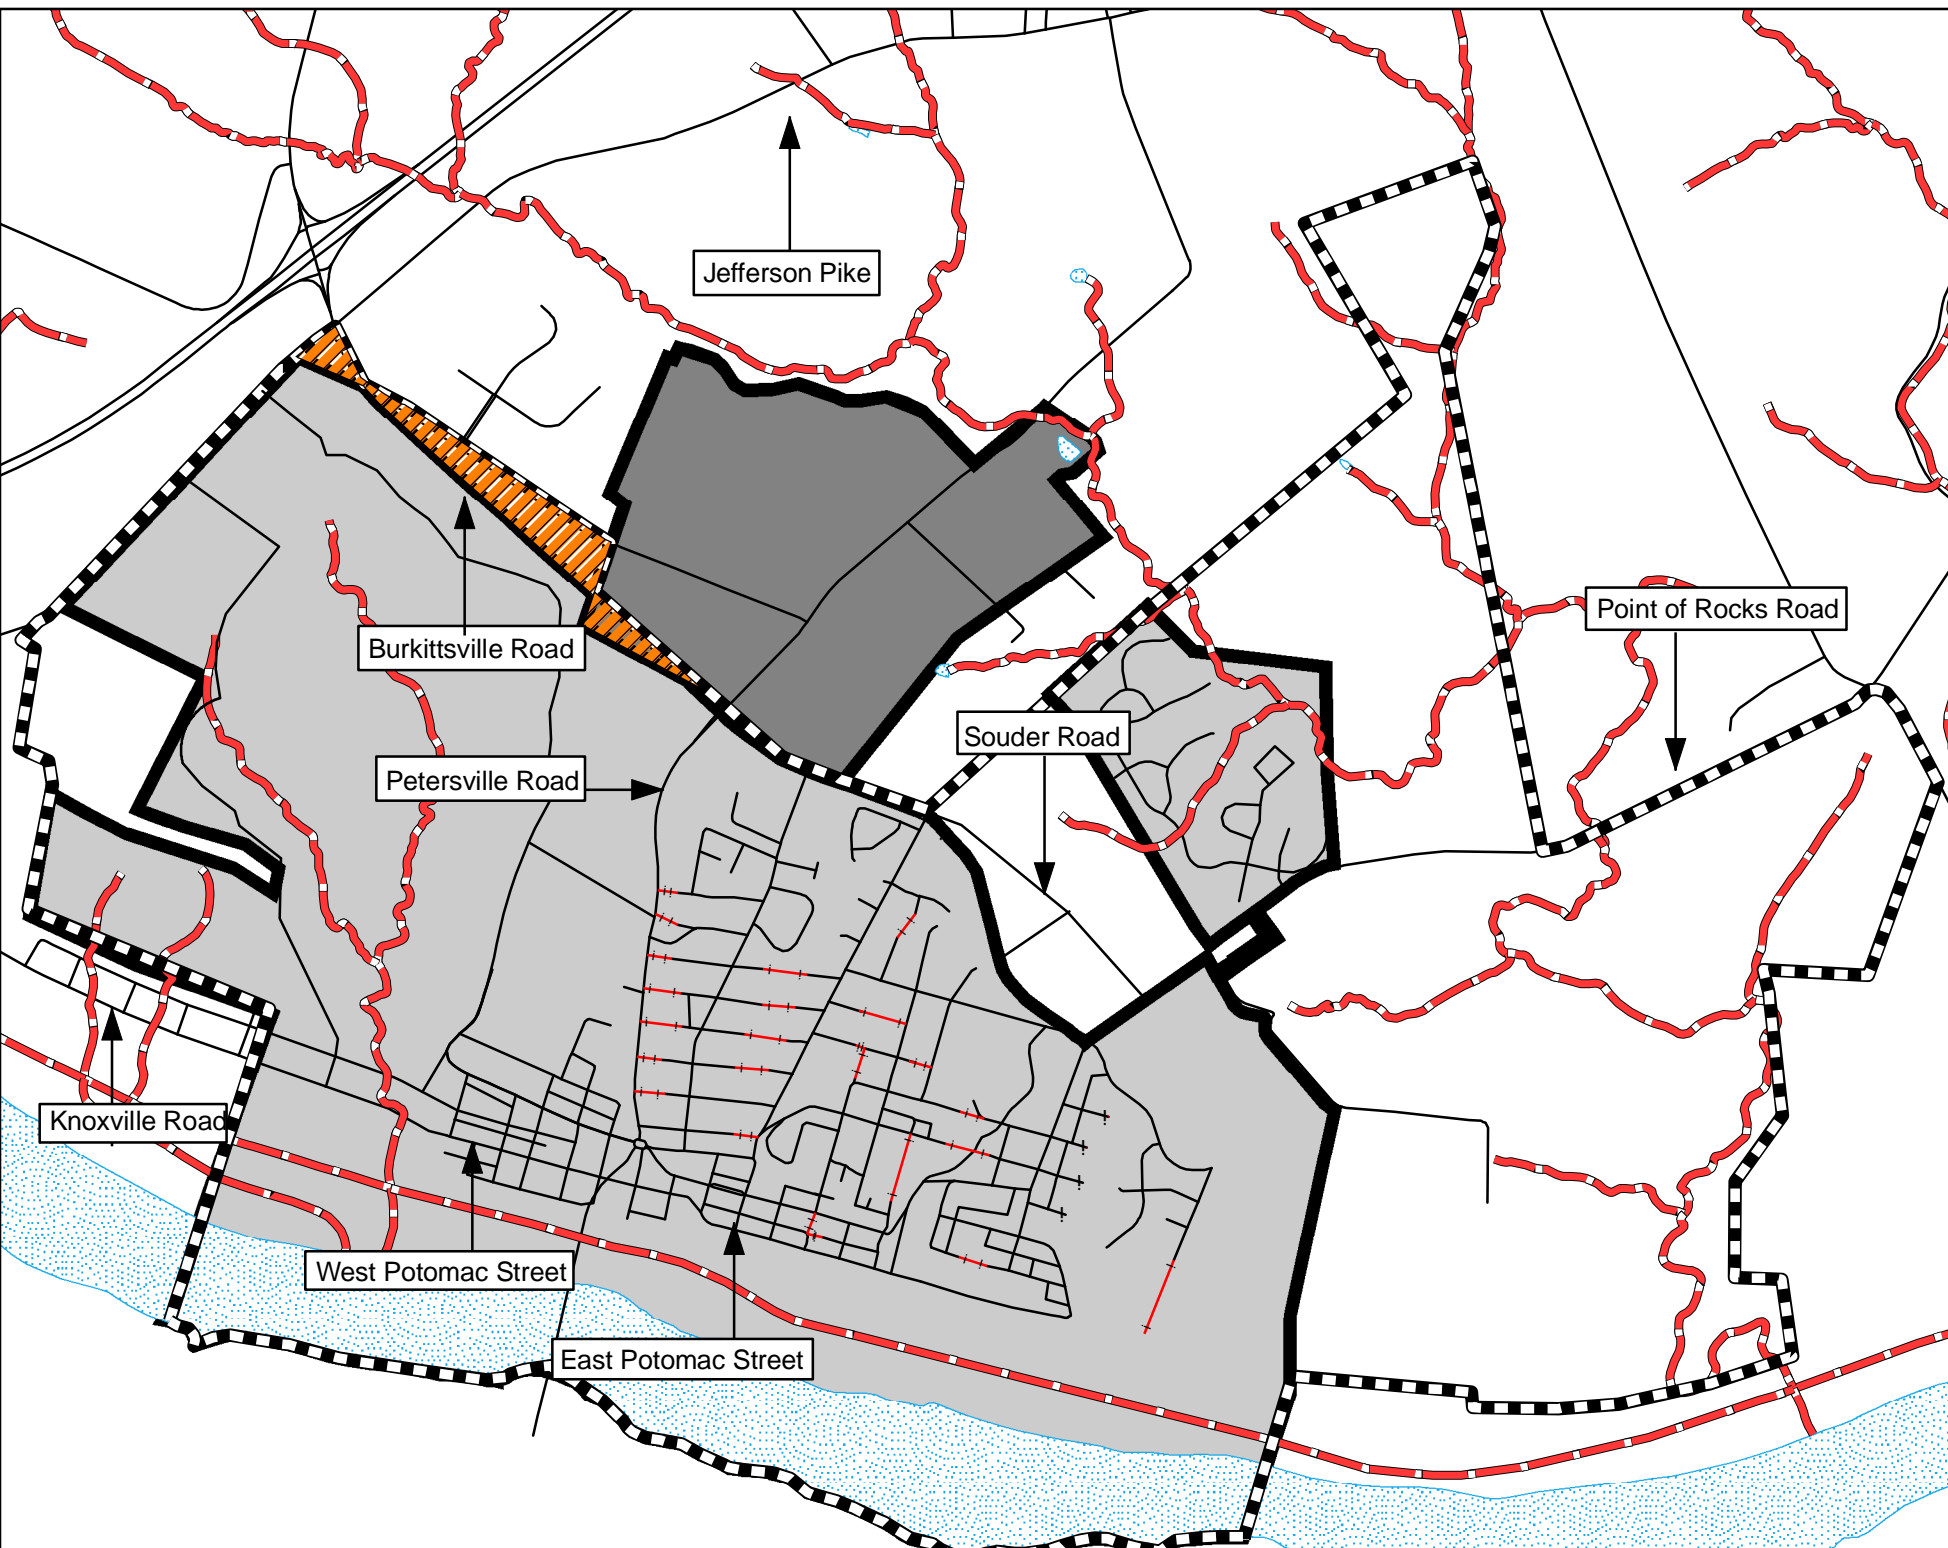 Jefferson Pike
Point of Rocks Road
Burkittsville Road
Souder Road
Petersville Road
Knoxville Road
West Potomac Street
East Potomac Street